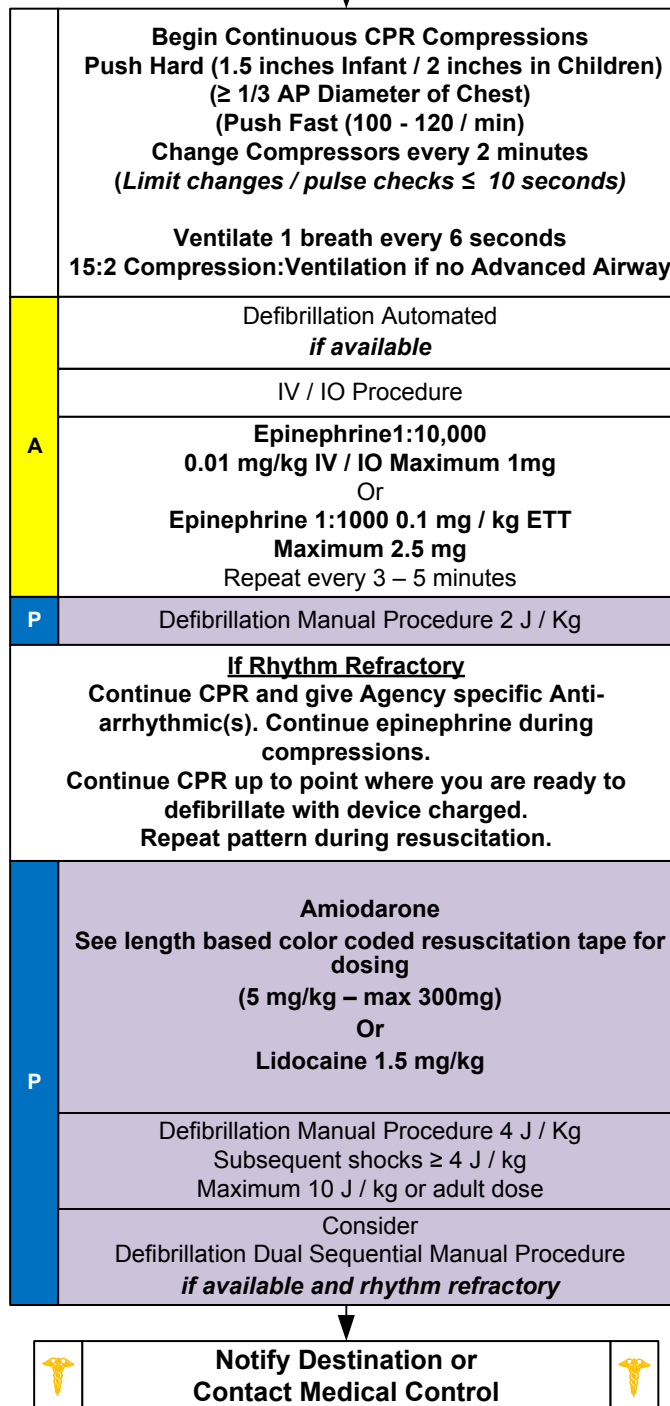 Begin Continuous CPR Compressions
Push Hard (1.5 inches Infant / 2 inches in Children)
(≥ 1/3 AP Diameter of Chest)
(Push Fast (100 - 120 / min)
Change Compressors every 2 minutes
(Limit changes / pulse checks ≤ 10 seconds)
Ventilate 1 breath every 6 seconds
15:2 Compression:Ventilation if no Advanced Airway
A
Defibrillation Automated
if available
IV / IO Procedure
Epinephrine1:10,000
0.01 mg/kg IV / IO Maximum 1mg
Or
Epinephrine 1:1000 0.1 mg / kg ETT
Maximum 2.5 mg
Repeat every 3 – 5 minutes
P
Defibrillation Manual Procedure 2 J / Kg
If Rhythm Refractory
Continue CPR and give Agency specific Anti-
arrhythmic(s). Continue epinephrine during
compressions.
Continue CPR up to point where you are ready to
defibrillate with device charged.
Repeat pattern during resuscitation.
P
Amiodarone
See length based color coded resuscitation tape for
dosing
(5 mg/kg – max 300mg)
Or
Lidocaine 1.5 mg/kg
Defibrillation Manual Procedure 4 J / Kg
Subsequent shocks ≥ 4 J / kg
Maximum 10 J / kg or adult dose
Consider
Defibrillation Dual Sequential Manual Procedure
if available and rhythm refractory
Notify Destination or
Contact Medical Control